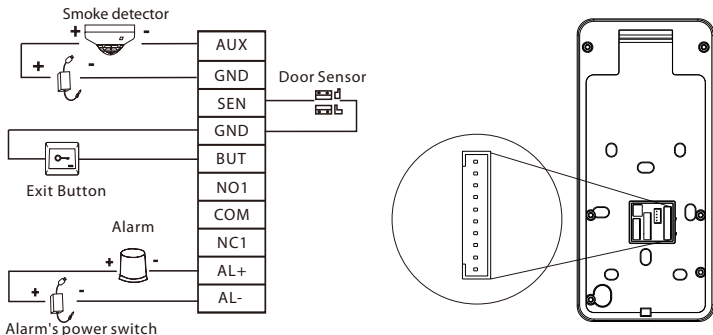 Smoke detector
+ -
AUX
+ -
GND
Door Sensor
SEN
GND
BUT
Exit Button
NO1
COM
Alarm
NC1
+ -
AL+
+ -
AL-
Alarm's power switch